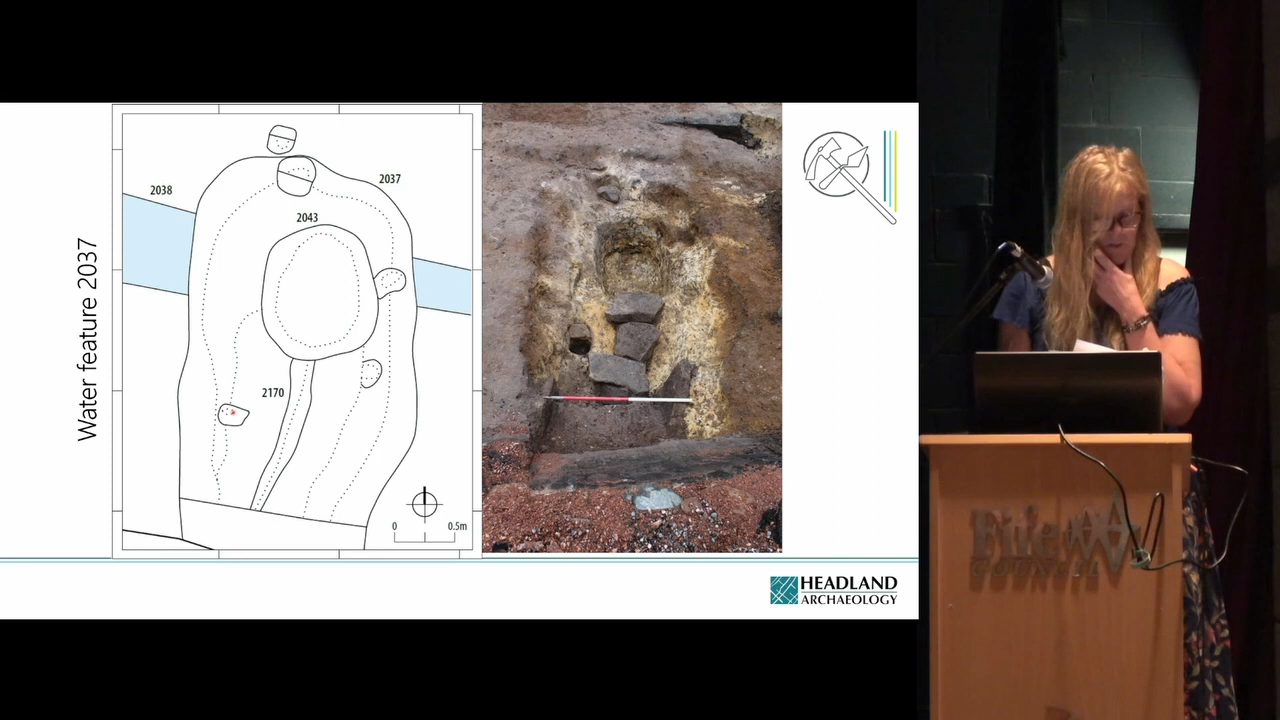 Water feature 2037
2038
2037
2043
2170
0
0.5m
HEADLAND
ARCHAEOLOGY
Fife
COUNCIL